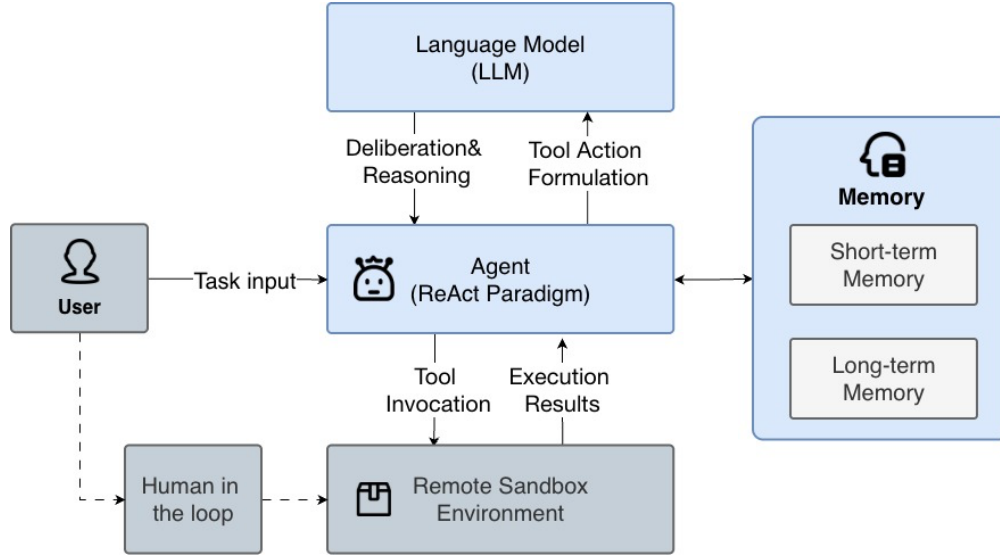 Language Model
(LLM)
Deliberation&
Reasoning
Tool Action
Formulation
Memory
Short-term
Memory
Long-term
Memory
User
Task input
Agent
(ReAct Paradigm)
Tool
Invocation
Execution
Results
Human in
the loop
Remote Sandbox
Environment